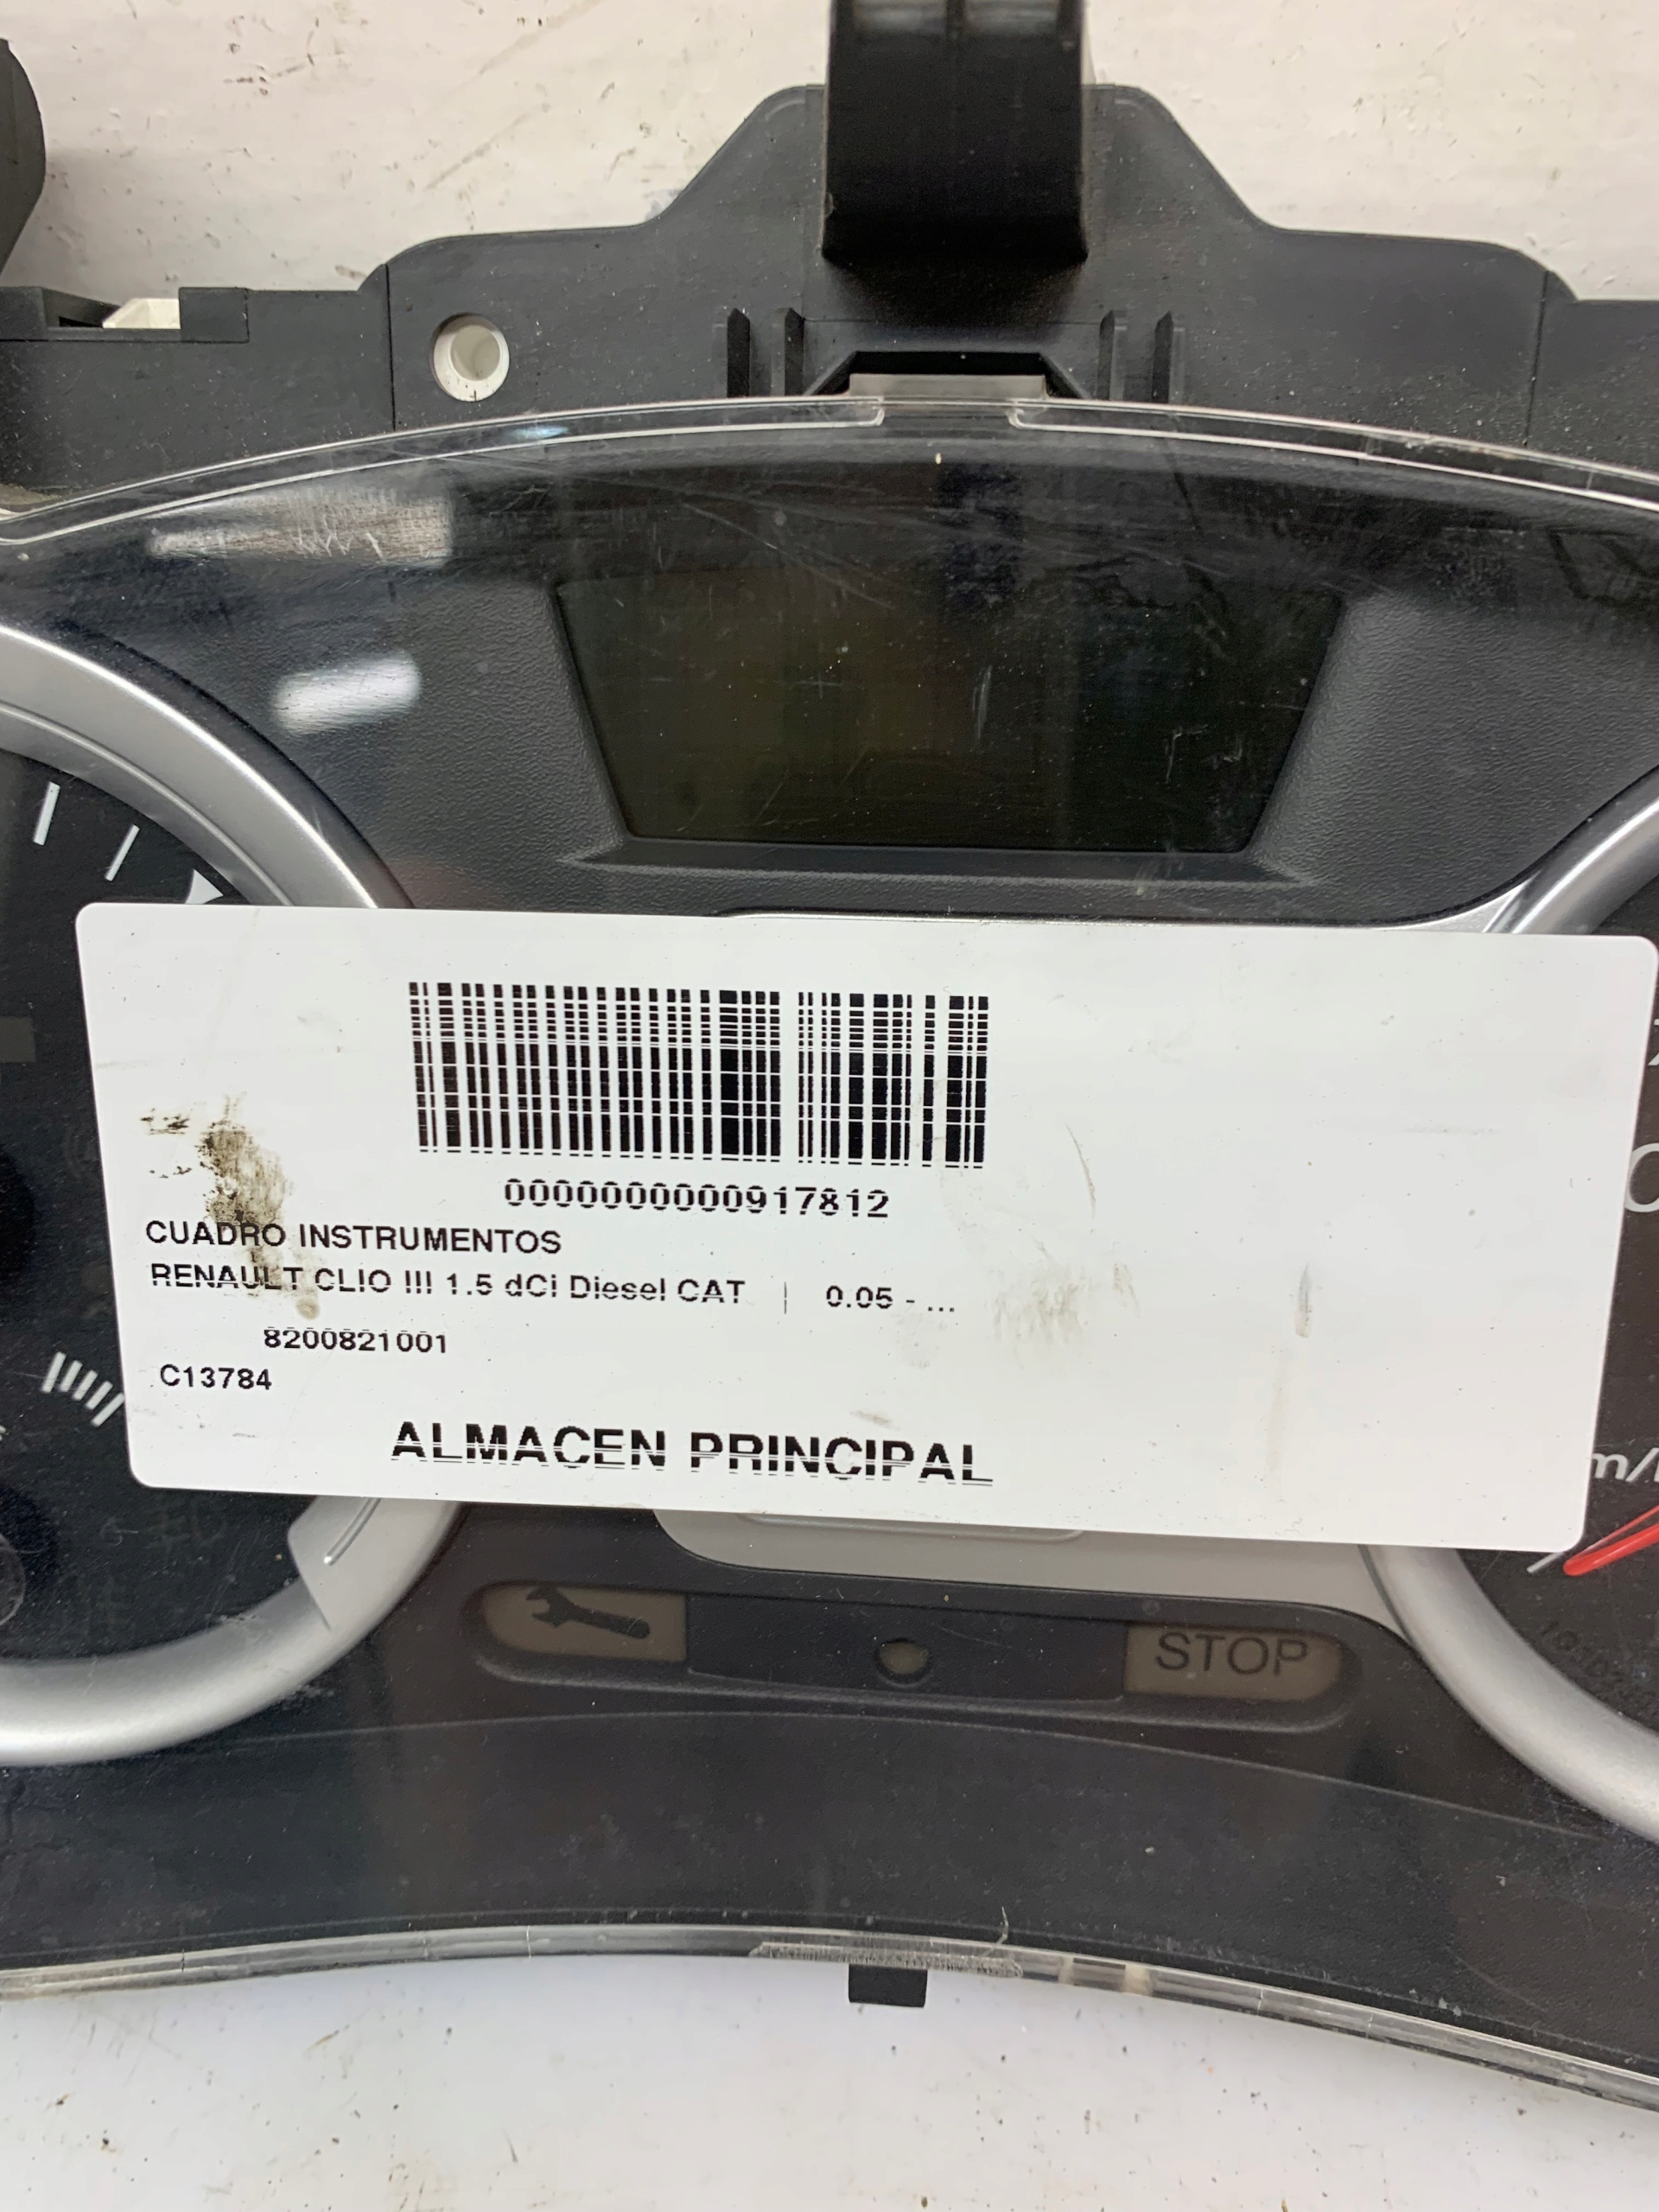 0000000000917812
CUADRO INSTRUMENTOS
RENAULT CLIO III 1.5 dCi Diesel CAT | 0.05 - ...
8200821001
C13784
ALMACEN PRINCIPAL
STOP